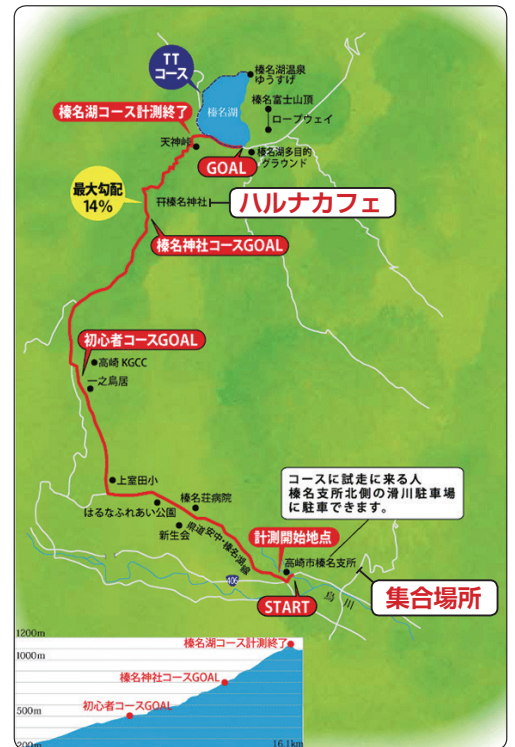 TT
コース
榛名湖温泉
ゆうすげ
榛名富士山頂
ロープウェイ
榛名湖
榛名湖コース計測終了
天神峠
GOAL
榛名湖多目的
グラウンド
最大勾配
14%
榛名神社
ハルナカフェ
榛名神社コースGOAL
初心者コースGOAL
高崎KGCC
一之鳥居
上室田小
はるなふれあい公園
榛名荘病院
新生会
県道安中・榛名湖線
コースに試走に来る人
榛名支所北側の滑川駐車場
に駐車できます。
計測開始地点
高崎市榛名支所
406
START
烏川
集合場所
1200m
榛名湖コース計測終了
1000m
榛名神社コースGOAL
初心者コースGOAL
500m
200m
16.1km